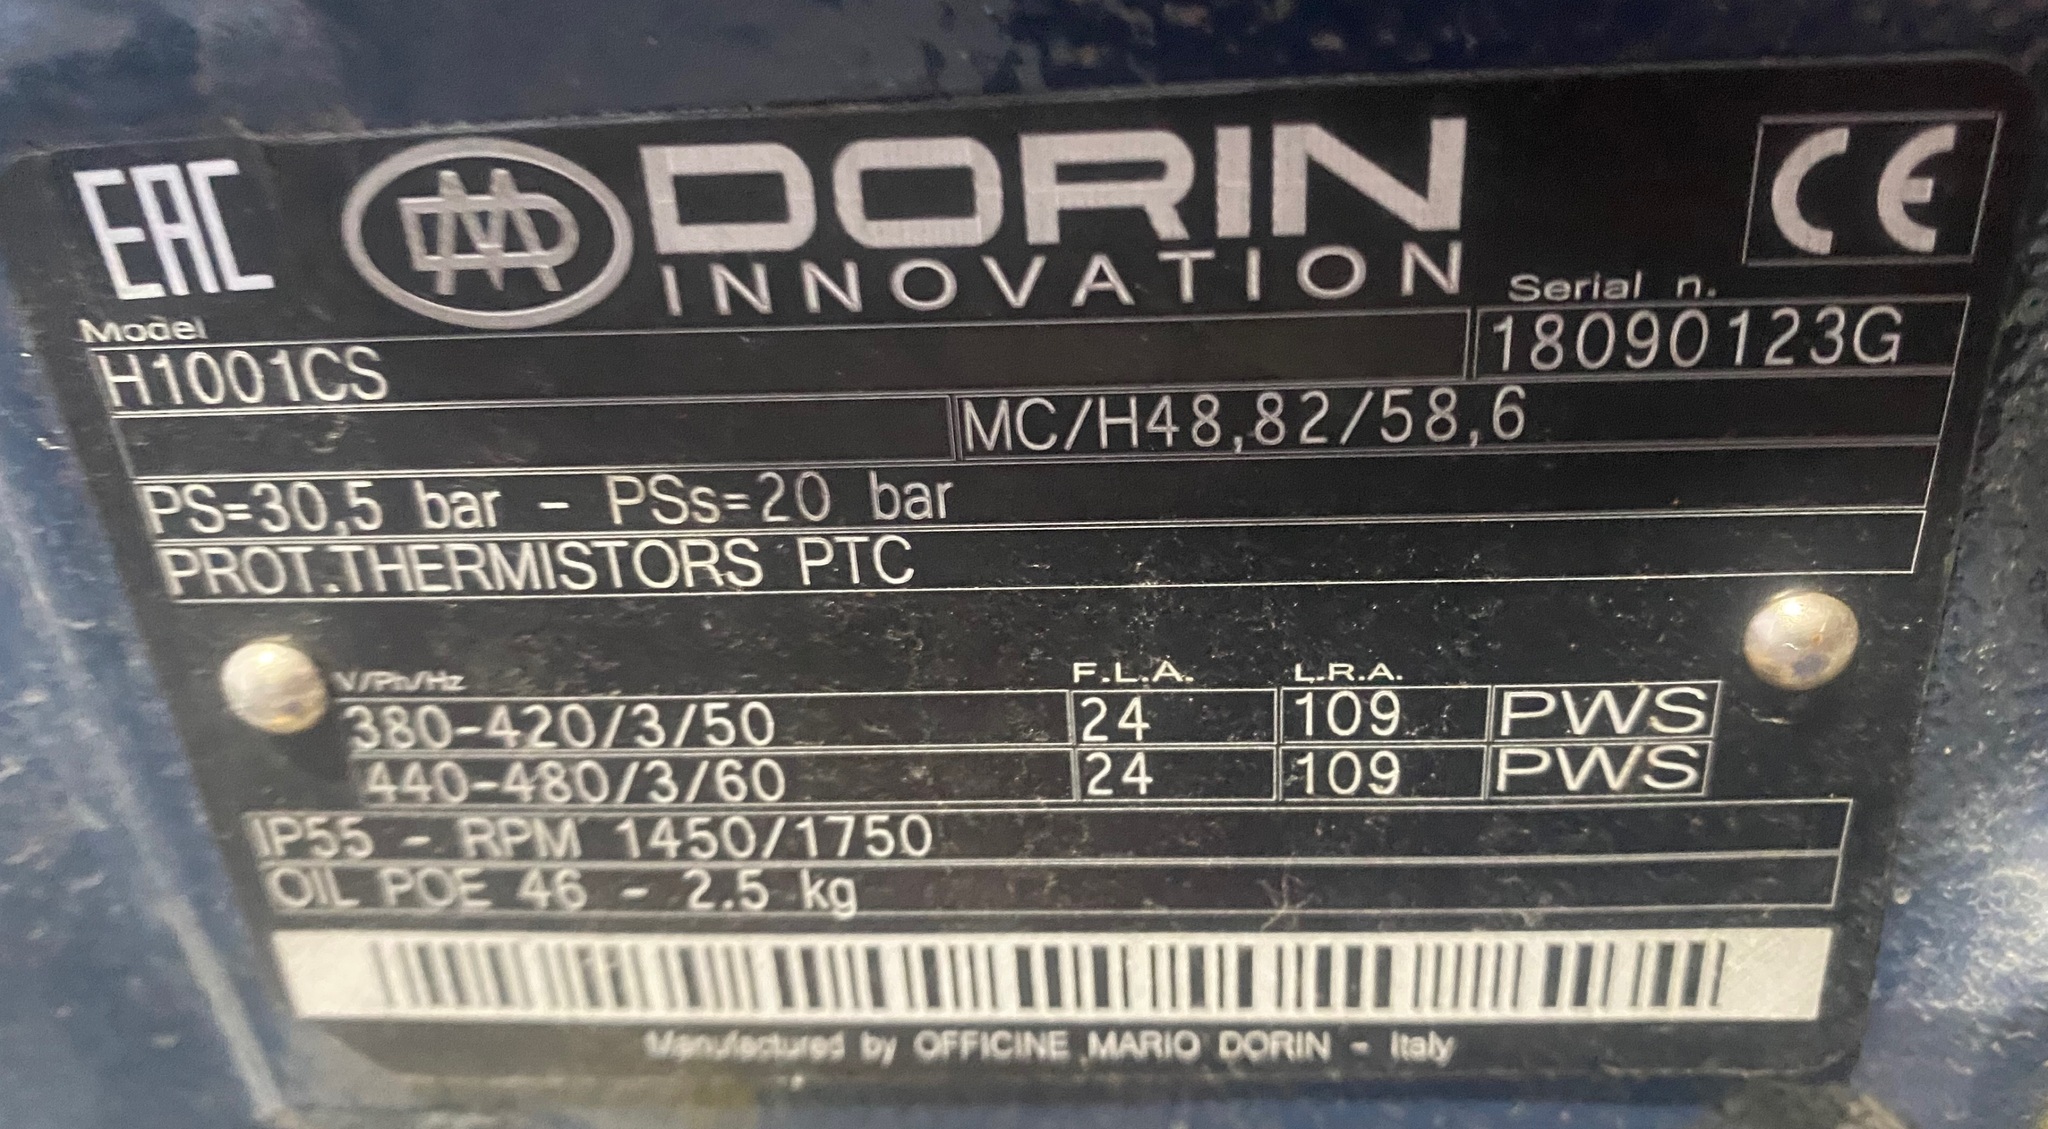 EAC DORIN CE
INNOVATION
Model Serial n.
H1001CS 18090123G
MC/H48,82/58,6
PS=30,5 bar - PSs=20 bar
PROT.THERMISTORS PTC
V/Ph/Hz F.L.A. L.R.A.
380-420/3/50 24 109 PWS
440-480/3/60 24 109 PWS
IP55 - RPM 1450/1750
OIL POE 46 - 2.5 kg
Manufactured by OFFICINE MARIO DORIN - Italy